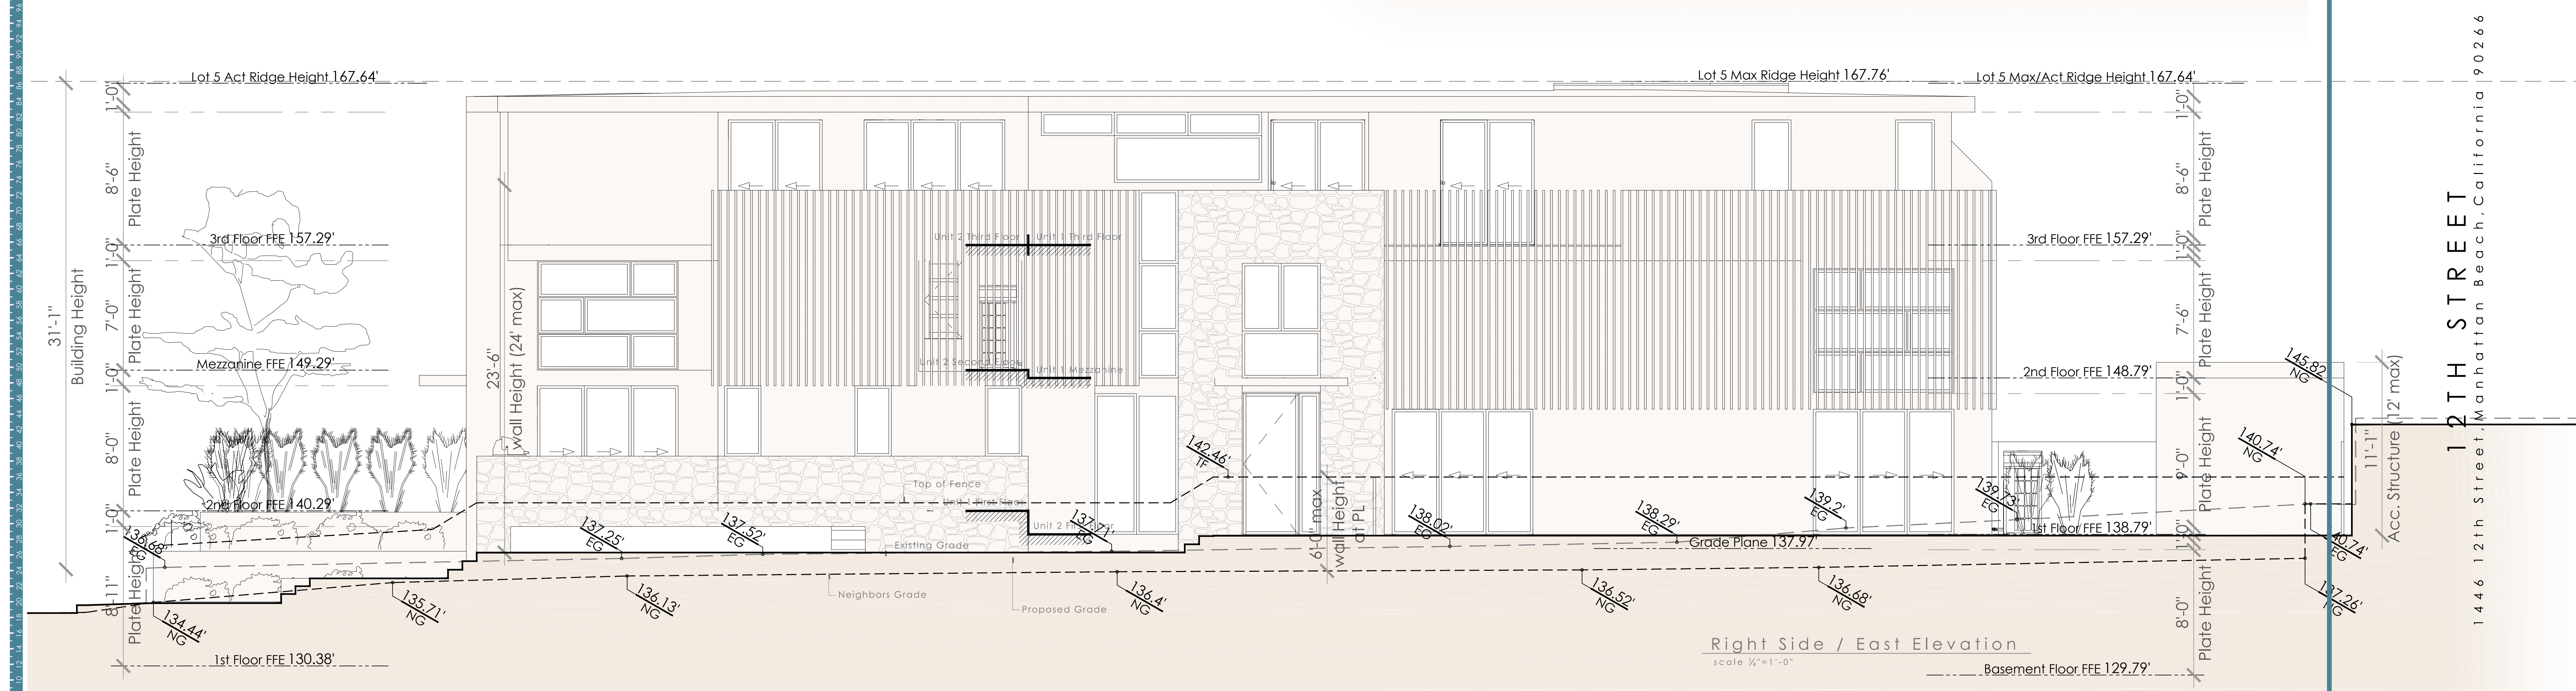 Lot 5 Act Ridge Height 167.64'
Lot 5 Max Ridge Height 167.76'
Lot 5 Max/Act Ridge Height 167.64'
31'-1"
Building Height
1'-0"
8'-6"
Plate Height
3rd Floor FFE 157.29'
1'-0"
7'-0"
Plate Height
Mezzanine FFE 149.29'
1'-0"
8'-0"
Plate Height
2nd Floor FFE 140.29'
1'-0"
8'-11"
Plate Height
1st Floor FFE 130.38'
23'-6"
wall Height (24' max)
Unit 2 Third Floor
Unit 1 Third Floor
Unit 2 Second Floor
Unit 1 Mezzanine
Top of Fence
Unit 1 First Floor
Unit 2 First Floor
Existing Grade
Neighbors Grade
Proposed Grade
136.68'
EG
137.25'
EG
137.52'
EG
EG
142.46'
TF
138.02'
EG
138.29'
EG
139.2'
EG
139.73'
EG
140.74'
NG
145.82
NG
EG
134.44'
NG
135.71'
NG
136.13'
NG
136.4'
NG
136.52'
NG
136.68'
NG
137.26'
NG
6'-0" max
wall Height
at PL
Grade Plane 137.97'
1'-0"
8'-6"
Plate Height
3rd Floor FFE 157.29'
1'-0"
7'-6"
Plate Height
2nd Floor FFE 148.79'
1'-0"
9'-0"
Plate Height
1st Floor FFE 138.79'
1'-0"
8'-0"
Plate Height
Basement Floor FFE 129.79'
11'-1"
Acc. Structure (12' max)
Right Side / East Elevation
scale ¼"=1'-0"
12TH STREET
1446 12th Street, Manhattan Beach, California 90266